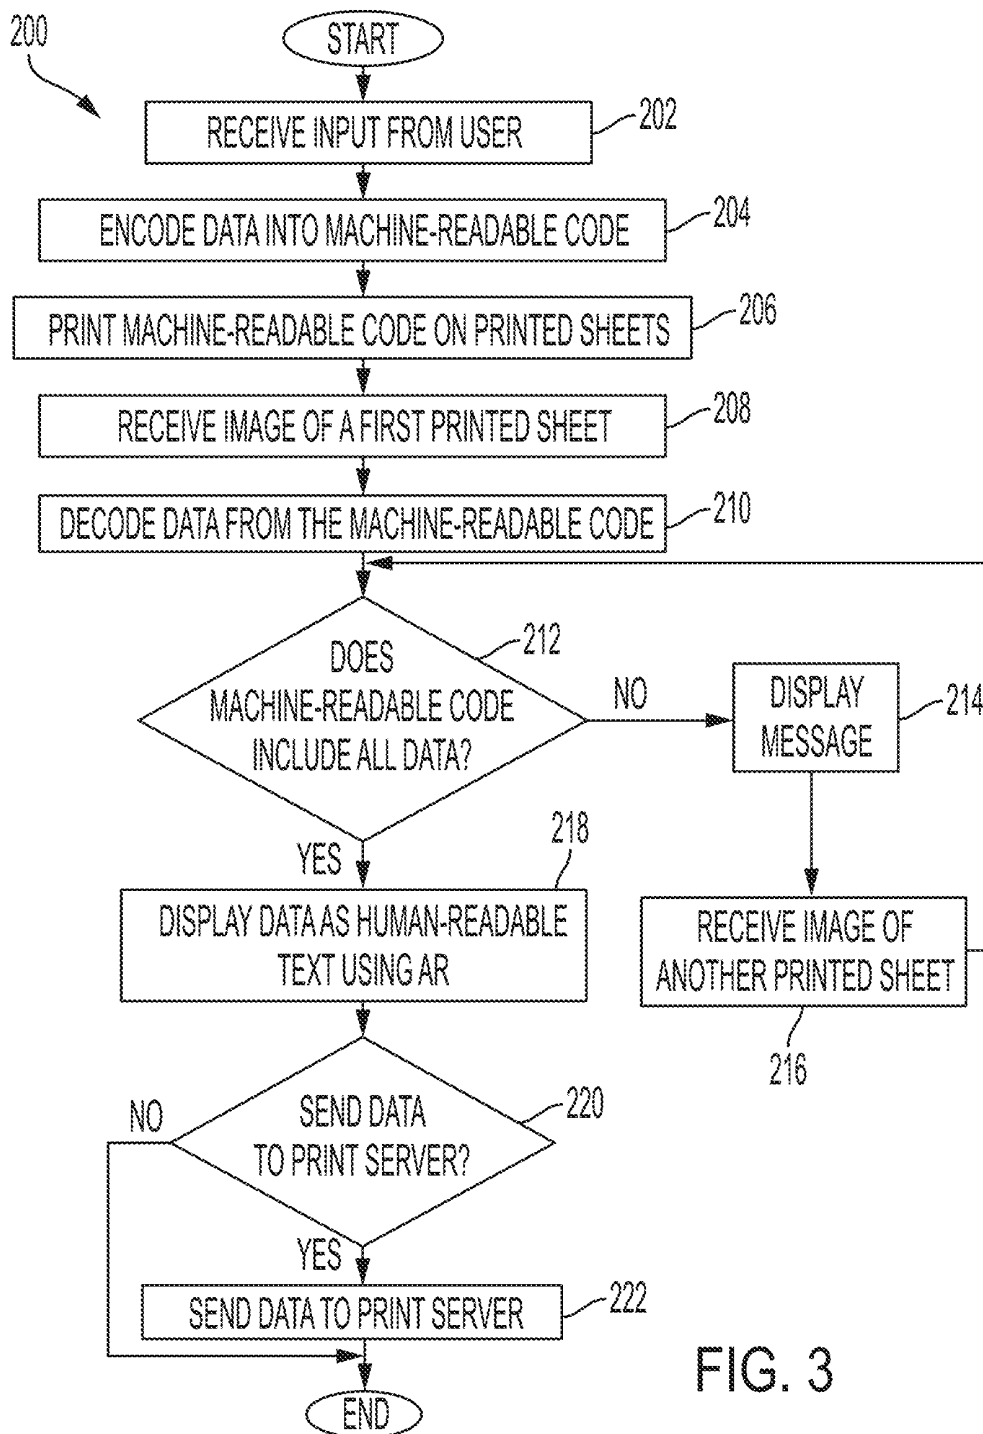 200
START
RECEIVE INPUT FROM USER
202
ENCODE DATA INTO MACHINE-READABLE CODE
204
PRINT MACHINE-READABLE CODE ON PRINTED SHEETS
206
RECEIVE IMAGE OF A FIRST PRINTED SHEET
208
DECODE DATA FROM THE MACHINE-READABLE CODE
210
DOES
MACHINE-READABLE CODE
INCLUDE ALL DATA?
212
NO
DISPLAY
MESSAGE
214
YES
218
DISPLAY DATA AS HUMAN-READABLE
TEXT USING AR
RECEIVE IMAGE OF
ANOTHER PRINTED SHEET
216
NO
SEND DATA
TO PRINT SERVER?
220
YES
SEND DATA TO PRINT SERVER
222
END
FIG. 3